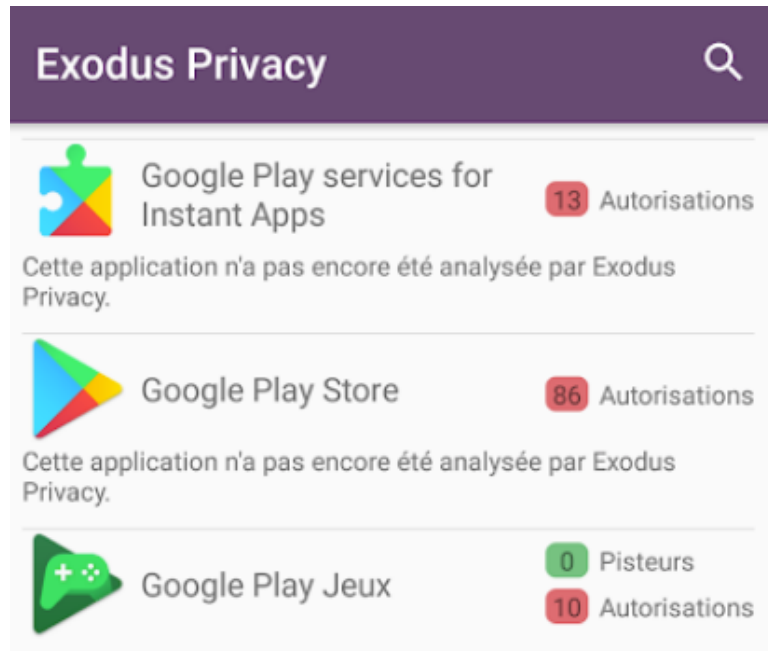 Exodus Privacy
Google Play services for
Instant Apps
13 Autorisations
Cette application n'a pas encore été analysée par Exodus
Privacy.
Google Play Store
86 Autorisations
Cette application n'a pas encore été analysée par Exodus
Privacy.
Google Play Jeux
0 Pisteurs
10 Autorisations